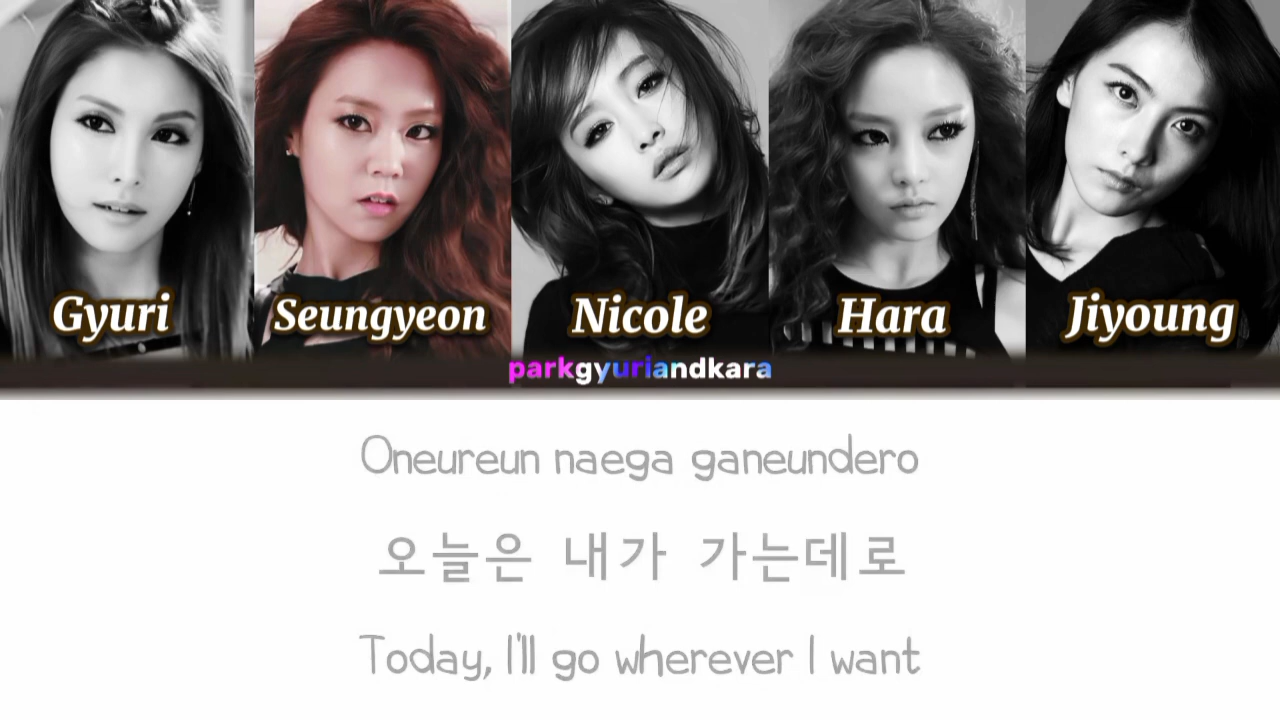 Gyuri Seungyeon Nicole Hara Jiyoung
parkgyuriandkara
Oneureun naega ganeundero
오늘은 내가 가는데로
Today, I'll go wherever I want